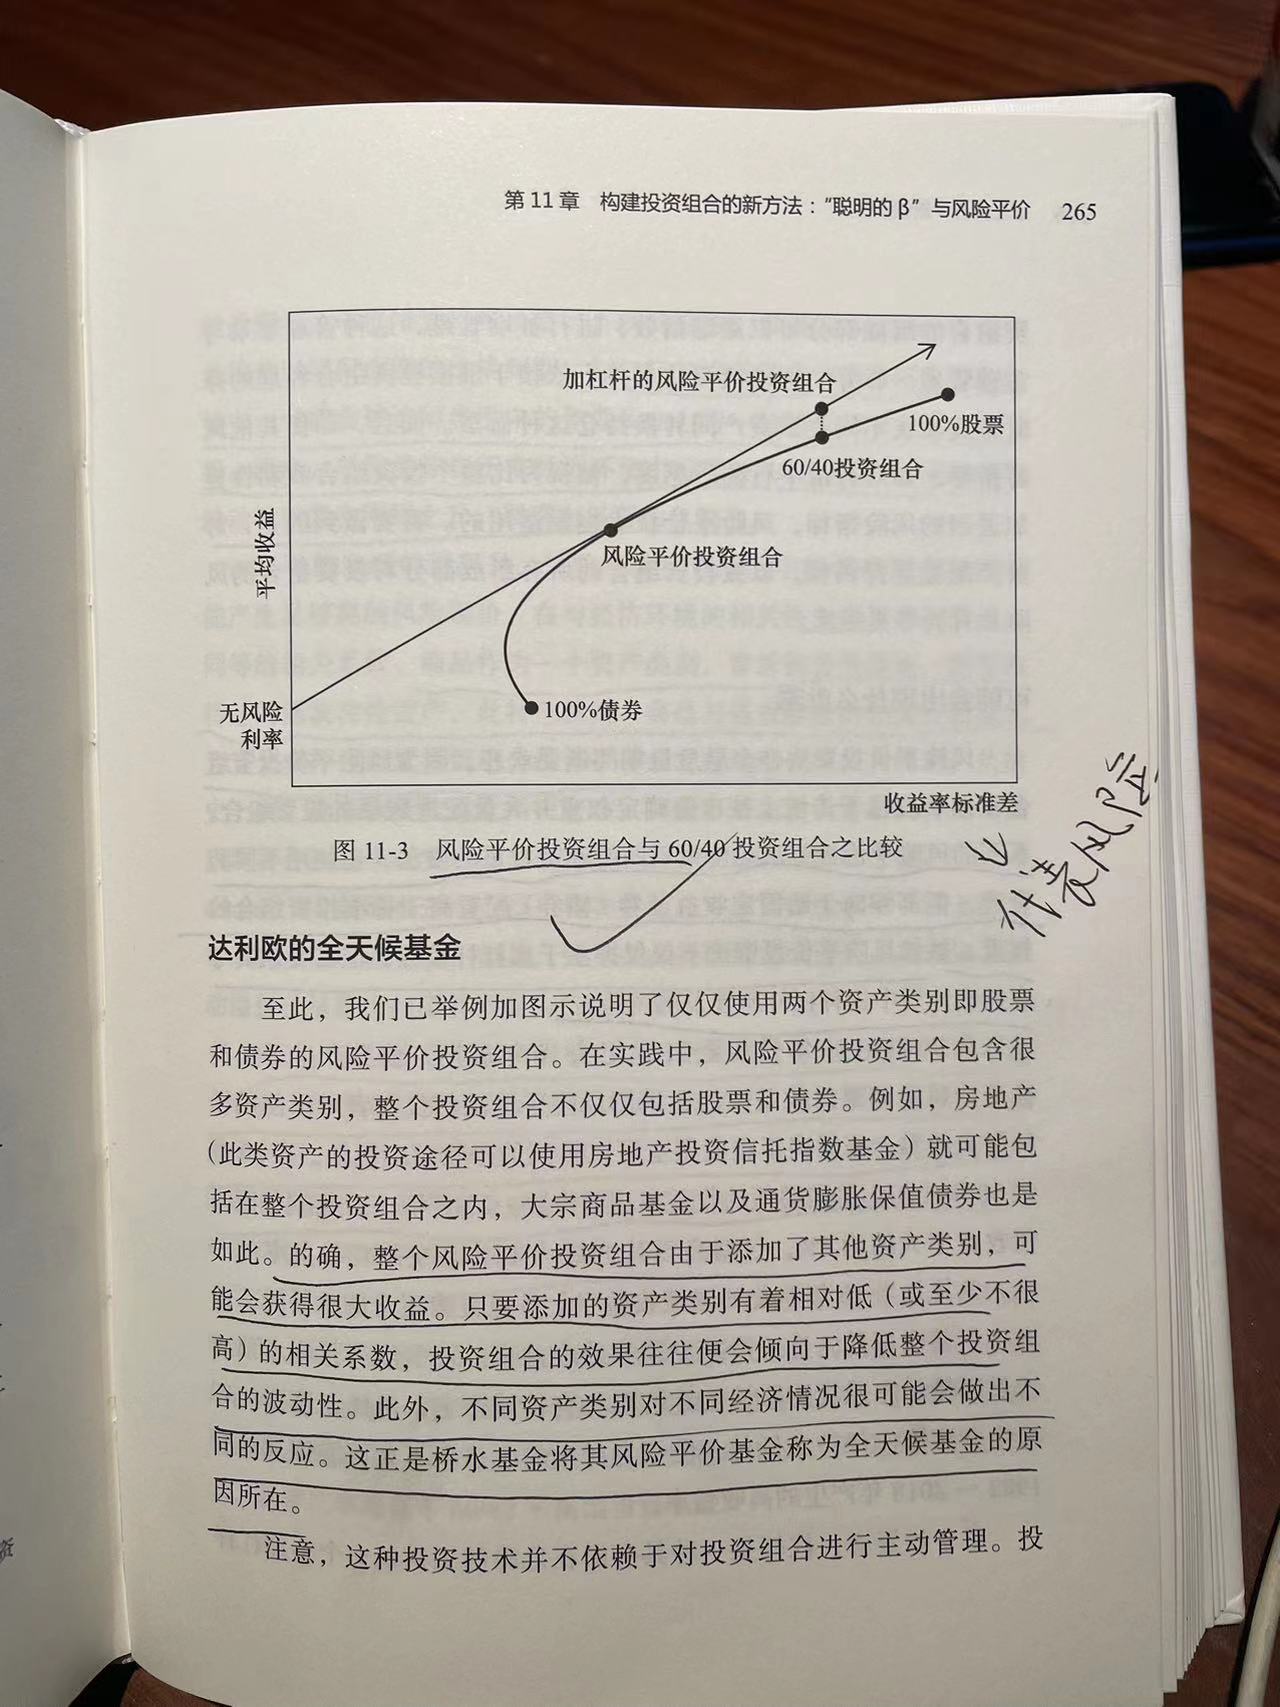 第 11 章 构建投资组合的新方法：“聪明的 β”与风险平价 265
加杠杆的风险平价投资组合
100%股票
60/40投资组合
平均收益
风险平价投资组合
无风险
利率
100%债券
收益率标准差
代表风险
图 11-3 风险平价投资组合与 60/40 投资组合之比较
达利欧的全天候基金
至此，我们已举例加图示说明了仅仅使用两个资产类别即股票
和债券的风险平价投资组合。在实践中，风险平价投资组合包含很
多资产类别，整个投资组合不仅仅包括股票和债券。例如，房地产
（此类资产的投资途径可以使用房地产投资信托指数基金）就可能包
括在整个投资组合之内，大宗商品基金以及通货膨胀保值债券也是
如此。的确，整个风险平价投资组合由于添加了其他资产类别，可
能会获得很大收益。只要添加的资产类别有着相对低（或至少不很
高）的相关系数，投资组合的效果往往便会倾向于降低整个投资组
合的波动性。此外，不同资产类别对不同经济情况很可能会做出不
同的反应。这正是桥水基金将其风险平价基金称为全天候基金的原
因所在。
注意，这种投资技术并不依赖于对投资组合进行主动管理。投